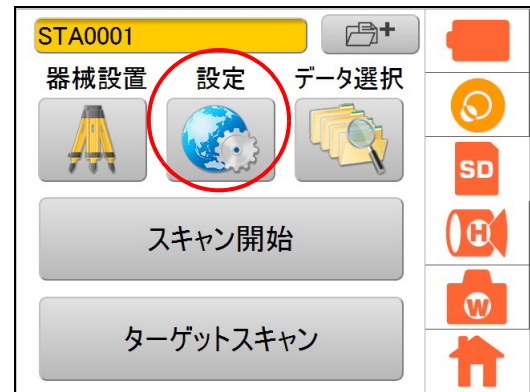 STA0001
器械設置 設定 データ選択
スキャン開始
ターゲットスキャン
SD
H
W